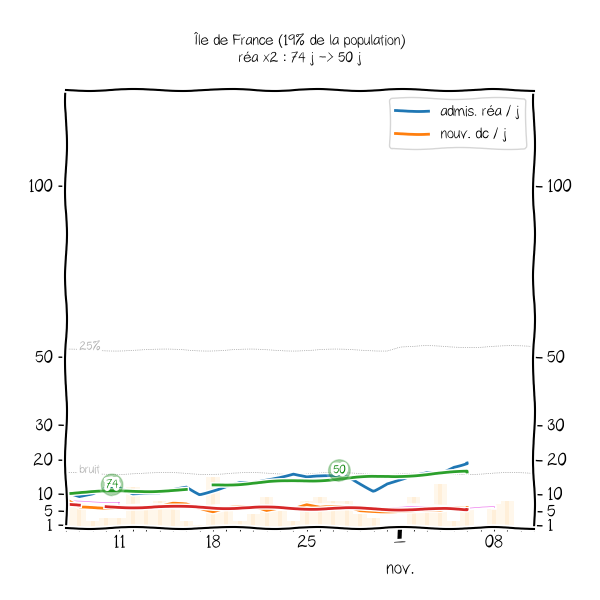 Île de France (19% de la population)
réa x2 : 74 j -> 50 j
admis. réa / j
nouv. dc / j
100 100
25%
50 50
30 30
20 20
bruit
50
74
10 10
5 5
1 1
11 18 25 1 08
nov.